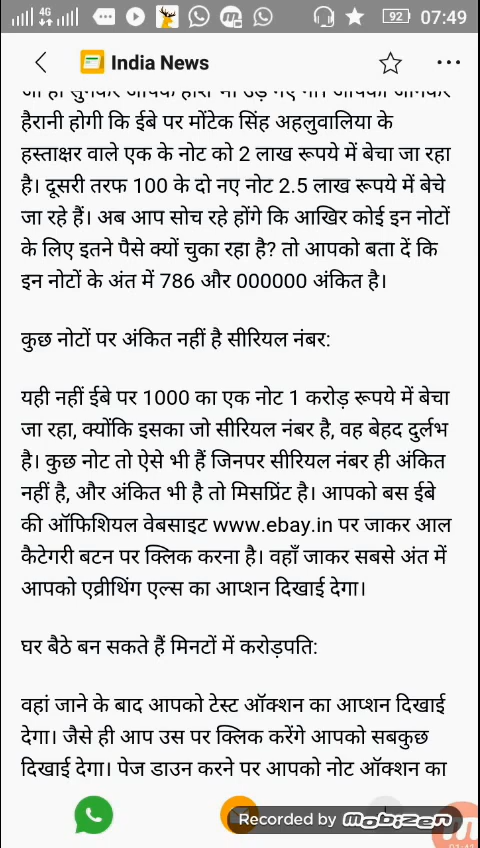 4G
92
07:49
India News
हैरानी होगी कि ईबे पर मोंटेक सिंह अहलुवालिया के
हस्ताक्षर वाले एक के नोट को 2 लाख रूपये में बेचा जा रहा
है। दूसरी तरफ 100 के दो नए नोट 2.5 लाख रूपये में बेचे
जा रहे हैं। अब आप सोच रहे होंगे कि आखिर कोई इन नोटों
के लिए इतने पैसे क्यों चुका रहा है? तो आपको बता दें कि
इन नोटों के अंत में 786 और 000000 अंकित है।
कुछ नोटों पर अंकित नहीं है सीरियल नंबर:
यही नहीं ईबे पर 1000 का एक नोट 1 करोड़ रूपये में बेचा
जा रहा, क्योंकि इसका जो सीरियल नंबर है, वह बेहद दुर्लभ
है। कुछ नोट तो ऐसे भी हैं जिनपर सीरियल नंबर ही अंकित
नहीं है, और अंकित भी है तो मिसप्रिंट है। आपको बस ईबे
की ऑफिशियल वेबसाइट www.ebay.in पर जाकर आल
कैटेगरी बटन पर क्लिक करना है। वहाँ जाकर सबसे अंत में
आपको एव्रीथिंग एल्स का आप्शन दिखाई देगा।
घर बैठे बन सकते हैं मिनटों में करोड़पति:
वहां जाने के बाद आपको टेस्ट ऑक्शन का आप्शन दिखाई
देगा। जैसे ही आप उस पर क्लिक करेंगे आपको सबकुछ
दिखाई देगा। पेज डाउन करने पर आपको नोट ऑक्शन का
Recorded by mobizen